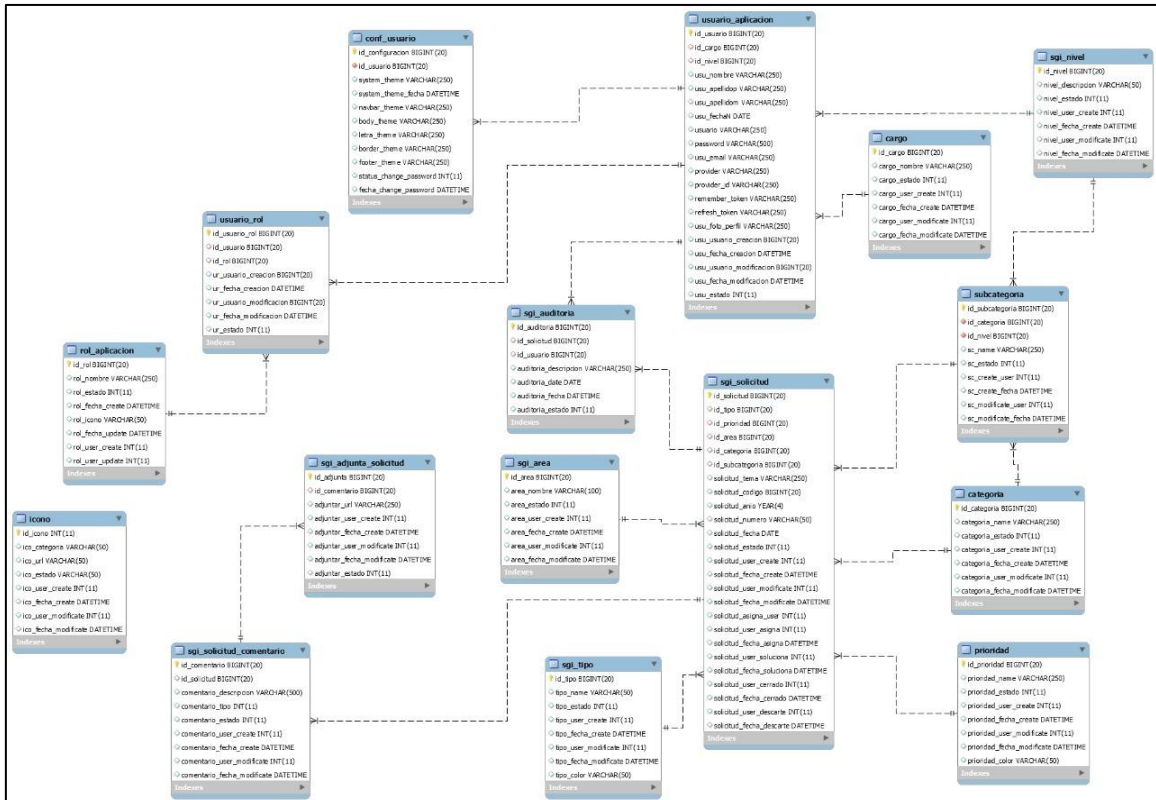 conf_usuario
id_configuracion BIGINT(20)
id_usuario BIGINT(20)
system_theme VARCHAR(250)
system_theme_fecha DATETIME
navbar_theme VARCHAR(250)
body_theme VARCHAR(250)
letra_theme VARCHAR(250)
border_theme VARCHAR(250)
footer_theme VARCHAR(250)
status_change_password INT(11)
fecha_change_password DATETIME
Indexes
usuario_aplicacion
id_usuario BIGINT(20)
id_cargo BIGINT(20)
id_nivel BIGINT(20)
usu_nombre VARCHAR(250)
usu_apellidop VARCHAR(250)
usu_apellidom VARCHAR(250)
usu_fechaN DATE
usuario VARCHAR(250)
password VARCHAR(500)
usu_email VARCHAR(250)
provider VARCHAR(250)
provider_id VARCHAR(250)
remember_token VARCHAR(250)
refresh_token VARCHAR(250)
usu_foto_perfil VARCHAR(250)
usu_usuario_creacion BIGINT(20)
usu_fecha_creacion DATETIME
usu_usuario_modificacion BIGINT(20)
usu_fecha_modificacion DATETIME
usu_estado INT(11)
Indexes
sgi_nivel
id_nivel BIGINT(20)
nivel_descripcion VARCHAR(50)
nivel_estado INT(11)
nivel_user_create INT(11)
nivel_fecha_create DATETIME
nivel_user_modificate INT(11)
nivel_fecha_modificate DATETIME
Indexes
cargo
id_cargo BIGINT(20)
cargo_nombre VARCHAR(250)
cargo_estado INT(11)
cargo_user_create INT(11)
cargo_fecha_create DATETIME
cargo_user_modificate INT(11)
cargo_fecha_modificate DATETIME
Indexes
usuario_rol
id_usuario_rol BIGINT(20)
id_usuario BIGINT(20)
id_rol BIGINT(20)
ur_usuario_creacion BIGINT(20)
ur_fecha_creacion DATETIME
ur_usuario_modificacion BIGINT(20)
ur_fecha_modificacion DATETIME
ur_estado INT(11)
Indexes
sgi_auditoria
id_auditoria BIGINT(20)
id_solicitud BIGINT(20)
id_usuario BIGINT(20)
auditoria_descripcion VARCHAR(250)
auditoria_date DATE
auditoria_fecha DATETIME
auditoria_estado INT(11)
Indexes
subcategoria
id_subcategoria BIGINT(20)
id_categoria BIGINT(20)
id_nivel BIGINT(20)
sc_name VARCHAR(250)
sc_estado INT(11)
sc_create_user INT(11)
sc_create_fecha DATETIME
sc_modificate_user INT(11)
sc_modificate_fecha DATETIME
Indexes
rol_aplicacion
id_rol BIGINT(20)
rol_nombre VARCHAR(250)
rol_estado INT(11)
rol_fecha_create DATETIME
rol_icono VARCHAR(50)
rol_fecha_update DATETIME
rol_user_create INT(11)
rol_user_update INT(11)
Indexes
sgi_solicitud
id_solicitud BIGINT(20)
id_tipo BIGINT(20)
id_prioridad BIGINT(20)
id_area BIGINT(20)
id_categoria BIGINT(20)
id_subcategoria BIGINT(20)
solicitud_tema VARCHAR(250)
solicitud_codigo BIGINT(20)
solicitud_anio YEAR(4)
solicitud_numero VARCHAR(50)
solicitud_fecha DATE
solicitud_estado INT(11)
solicitud_user_create INT(11)
solicitud_fecha_create DATETIME
solicitud_user_modificate INT(11)
solicitud_fecha_modificate DATETIME
solicitud_asigna_user INT(11)
solicitud_user_asigna INT(11)
solicitud_fecha_asigna DATETIME
solicitud_user_soluciona INT(11)
solicitud_fecha_soluciona DATETIME
solicitud_user_cerrado INT(11)
solicitud_fecha_cerrado DATETIME
solicitud_user_descarte INT(11)
solicitud_fecha_descarte DATETIME
Indexes
sgi_adjunta_solicitud
id_adjunta BIGINT(20)
id_comentario BIGINT(20)
adjuntar_url VARCHAR(250)
adjuntar_user_create INT(11)
adjuntar_fecha_create DATETIME
adjuntar_user_modificate INT(11)
adjuntar_fecha_modificate DATETIME
adjuntar_estado INT(11)
Indexes
sgi_area
id_area BIGINT(20)
area_nombre VARCHAR(100)
area_estado INT(11)
area_user_create INT(11)
area_fecha_create DATETIME
area_user_modificate INT(11)
area_fecha_modificate DATETIME
Indexes
categoria
id_categoria BIGINT(20)
categoria_name VARCHAR(250)
categoria_estado INT(11)
categoria_user_create INT(11)
categoria_fecha_create DATETIME
categoria_user_modificate INT(11)
categoria_fecha_modificate DATETIME
Indexes
icono
id_icono INT(11)
ico_categoria VARCHAR(50)
ico_url VARCHAR(50)
ico_estado VARCHAR(50)
ico_user_create INT(11)
ico_fecha_create DATETIME
ico_user_modificate INT(11)
ico_fecha_modificate DATETIME
Indexes
sgi_solicitud_comentario
id_comentario BIGINT(20)
id_solicitud BIGINT(20)
comentario_descripcion VARCHAR(500)
comentario_tipo INT(11)
comentario_estado INT(11)
comentario_user_create INT(11)
comentario_fecha_create DATETIME
comentario_user_modificate INT(11)
comentario_fecha_modificate DATETIME
Indexes
sgi_tipo
id_tipo BIGINT(20)
tipo_name VARCHAR(50)
tipo_estado INT(11)
tipo_user_create INT(11)
tipo_fecha_create DATETIME
tipo_user_modificate INT(11)
tipo_fecha_modificate DATETIME
tipo_color VARCHAR(50)
Indexes
prioridad
id_prioridad BIGINT(20)
prioridad_name VARCHAR(250)
prioridad_estado INT(11)
prioridad_user_create INT(11)
prioridad_fecha_create DATETIME
prioridad_user_modificate INT(11)
prioridad_fecha_modificate DATETIME
prioridad_color VARCHAR(50)
Indexes